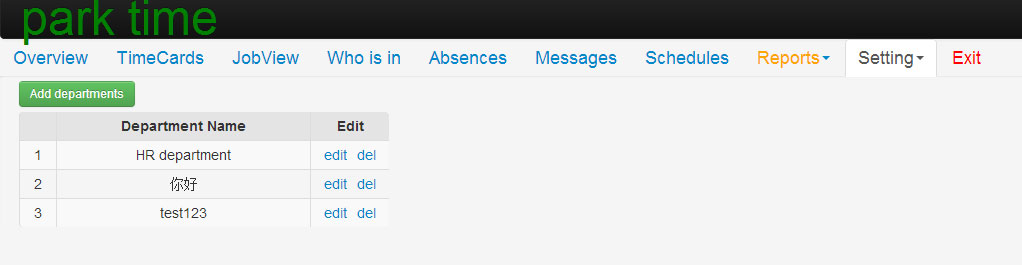 park time
Overview TimeCards JobView Who is in Absences Messages Schedules Reports Setting Exit
Add departments
Department Name Edit
1 HR department edit del
2 你好 edit del
3 test123 edit del